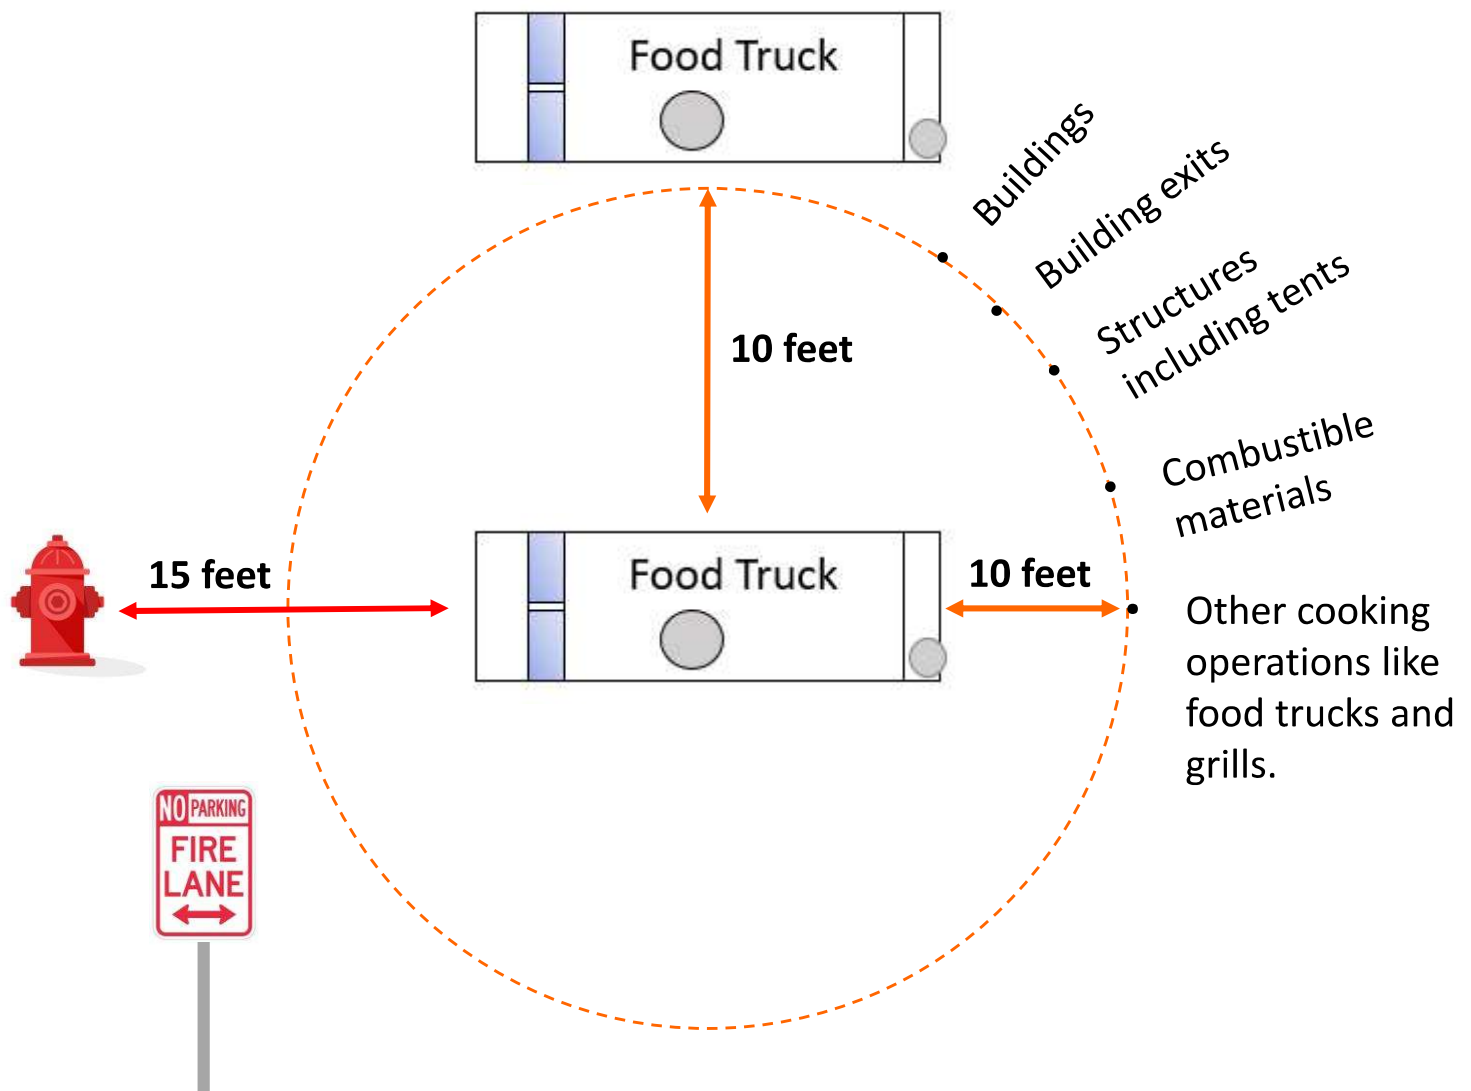 Food Truck
Buildings
Building exits
Structures
including tents
10 feet
Combustible
materials
15 feet
Food Truck
10 feet
Other cooking
operations like
food trucks and
grills.
NO PARKING
FIRE
LANE